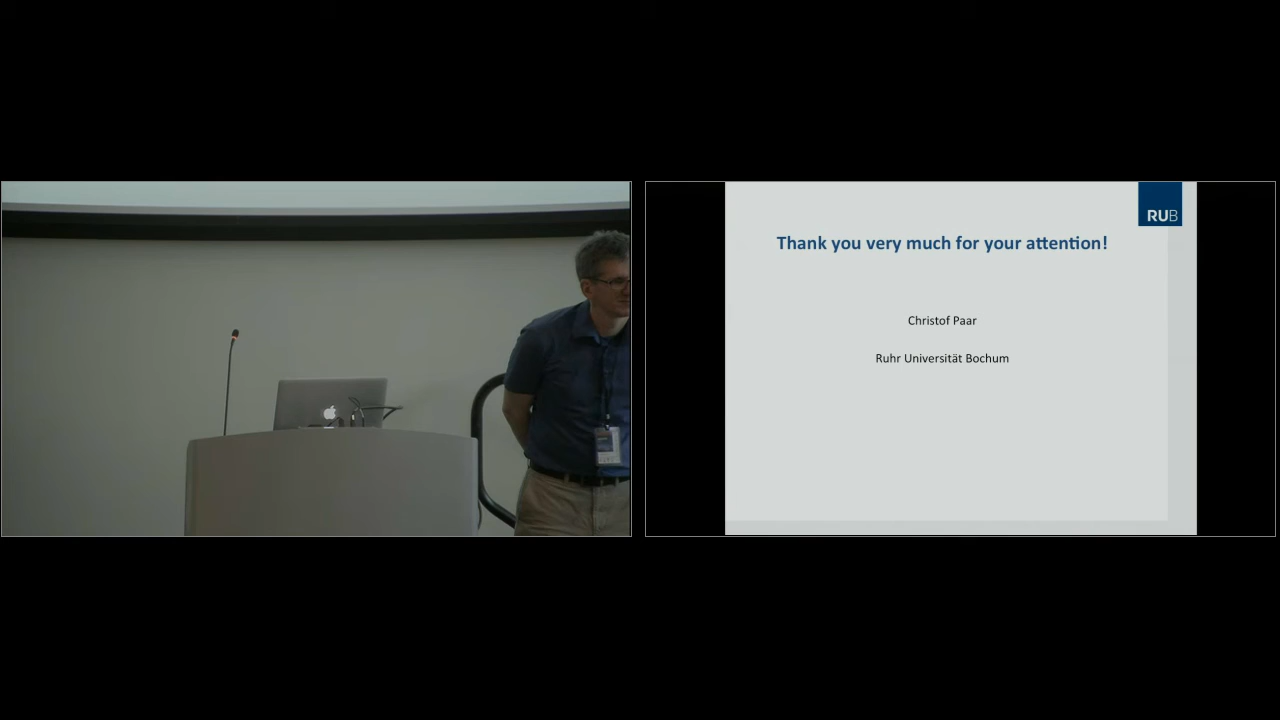 RUB
Thank you very much for your attention!
Christof Paar
Ruhr Universität Bochum